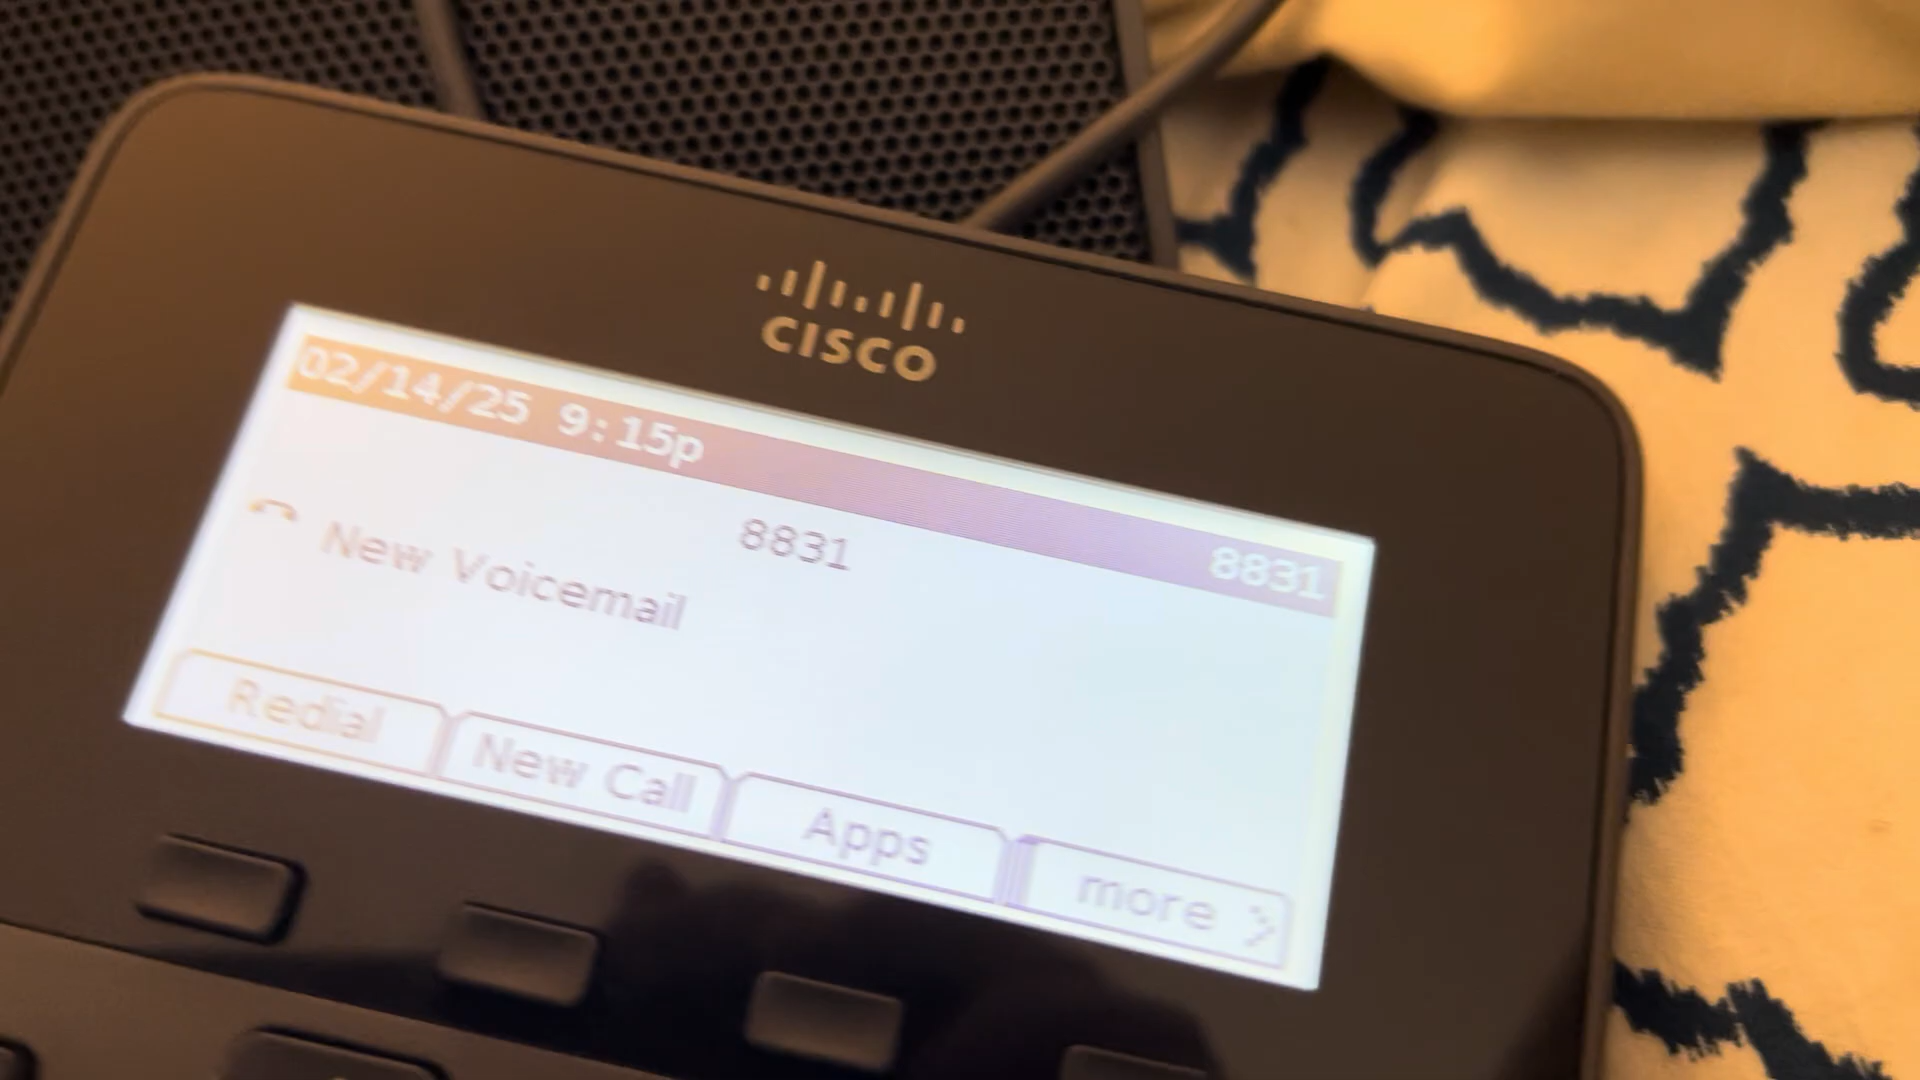 CISCO
02/14/25 9:15p 8831
8831
New Voicemail
Redial New Call Apps more